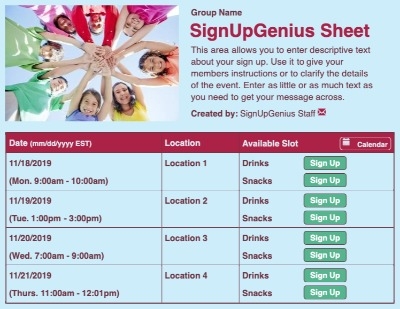 Group Name
SignUpGenius Sheet
This area allows you to enter descriptive text
about your sign up. Use it to give your
members instructions or to clarify the details
of the event. Enter as little or as much text as
you need to get your message across.
Created by: SignUpGenius Staff
Date (mm/dd/yyyy EST) Location Available Slot Calendar
11/18/2019 Location 1 Drinks Sign Up
(Mon. 9:00am - 10:00am) Snacks Sign Up
11/19/2019 Location 2 Drinks Sign Up
(Tue. 1:00pm - 3:00pm) Snacks Sign Up
11/20/2019 Location 3 Drinks Sign Up
(Wed. 7:00am - 9:00am) Snacks Sign Up
11/21/2019 Location 4 Drinks Sign Up
(Thurs. 11:00am - 12:01pm) Snacks Sign Up